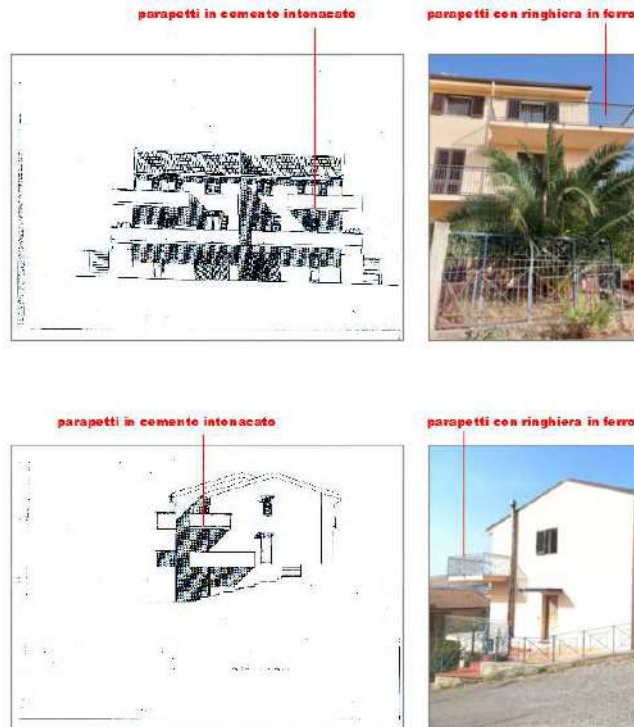 parapetti in cemento intonacato
parapetti con ringhiera in ferro
parapetti in cemento intonacato
parapetti con ringhiera in ferro